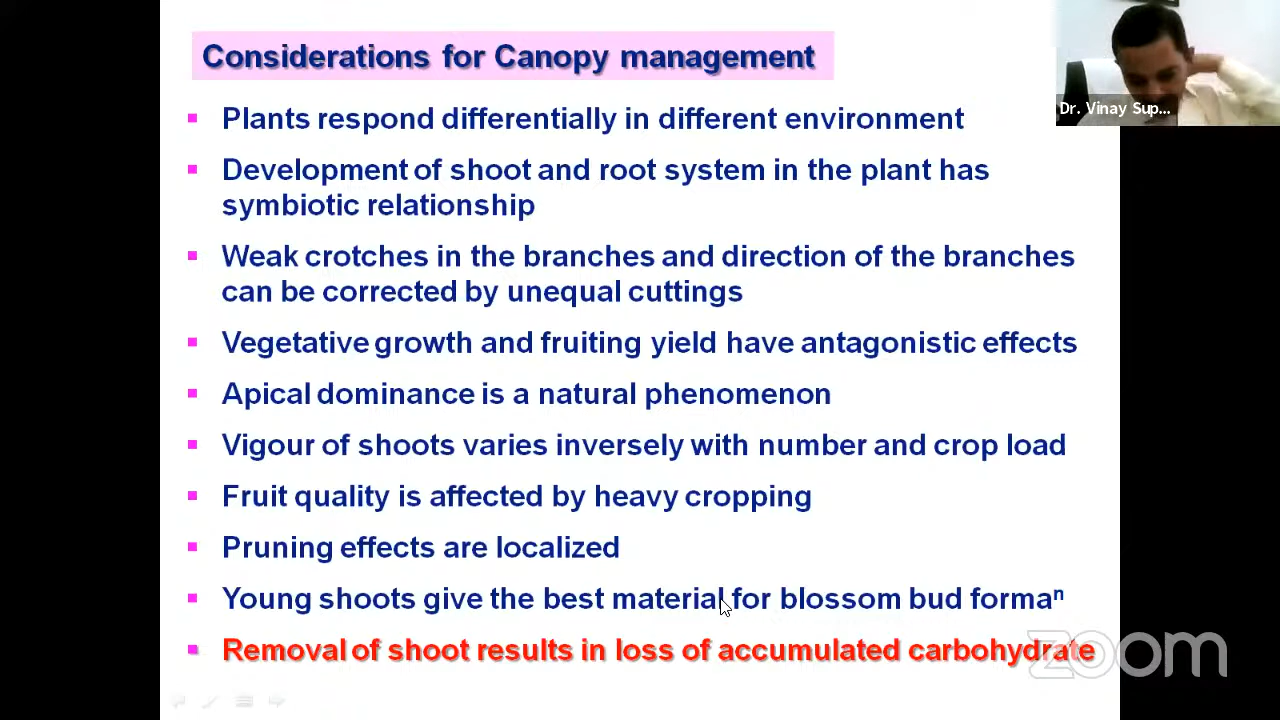 Considerations for Canopy management
Dr. Vinay Sup...
Plants respond differentially in different environment
Development of shoot and root system in the plant has
symbiotic relationship
Weak crotches in the branches and direction of the branches
can be corrected by unequal cuttings
Vegetative growth and fruiting yield have antagonistic effects
Apical dominance is a natural phenomenon
Vigour of shoots varies inversely with number and crop load
Fruit quality is affected by heavy cropping
Pruning effects are localized
Young shoots give the best material for blossom bud formaⁿ
Removal of shoot results in loss of accumulated carbohydrate
zoom